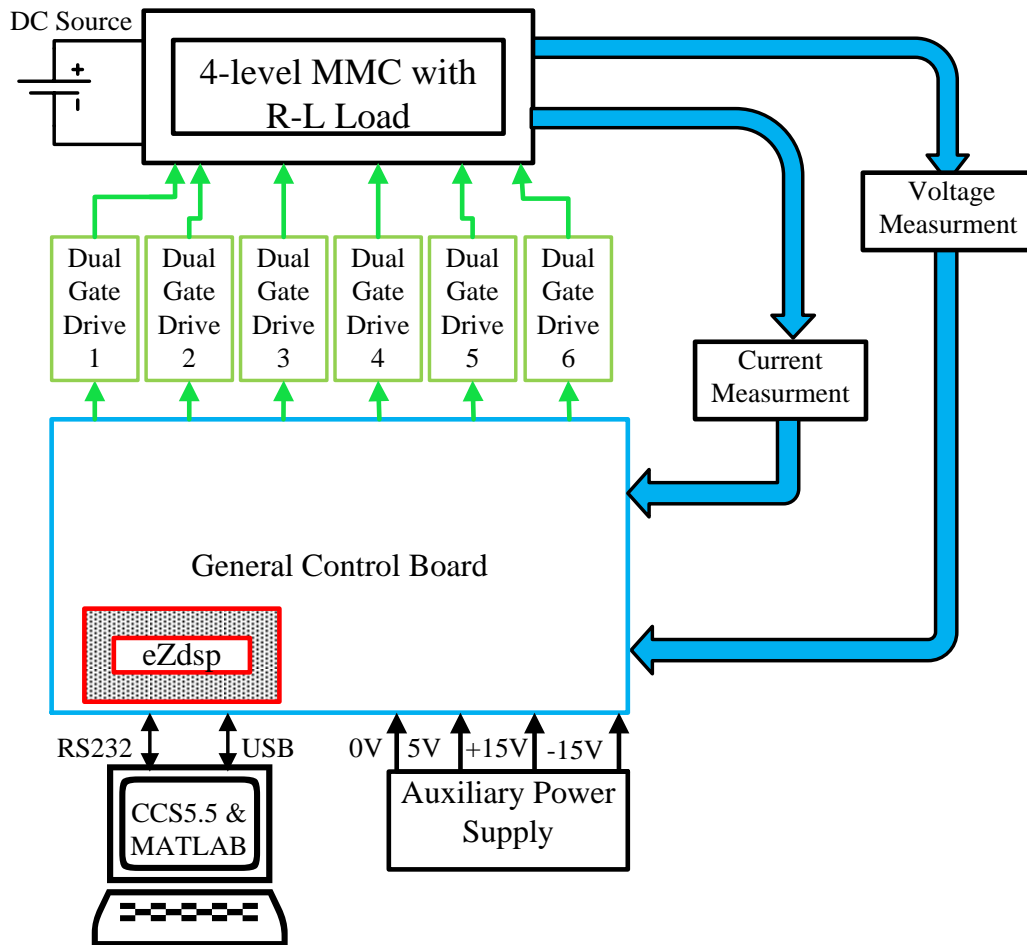 DC Source
+
4-level MMC with
R-L Load
Voltage
Measurment
Dual
Gate
Drive
1
Dual
Gate
Drive
2
Dual
Gate
Drive
3
Dual
Gate
Drive
4
Dual
Gate
Drive
5
Dual
Gate
Drive
6
Current
Measurment
General Control Board
eZdsp
RS232
USB
0V
5V
+15V
-15V
CCS5.5 &
MATLAB
Auxiliary Power
Supply